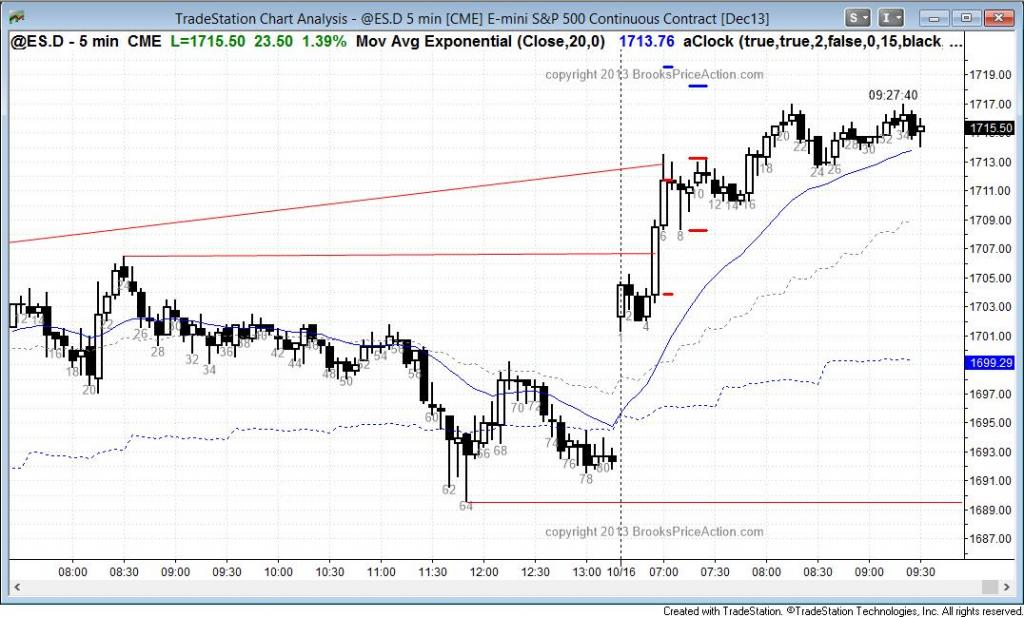 TradeStation Chart Analysis - @ES.D 5 min [CME] E-mini S&P 500 Continuous Contract [Dec13]
S I
@ES.D - 5 min CME L=1715.50 23.50 1.39% Mov Avg Exponential (Close,20,0) 1713.76 aClock (true,true,2,false,0,15,black, ...
copyright 2013 BrooksPriceAction.com
1719.00
09:27:40
1717.00
1715.50
1713.00
1711.00
1709.00
1707.00
1705.00
1703.00
1701.00
1699.29
1697.00
1695.00
1693.00
1691.00
1689.00
1687.00
20 22 24 26 28 30 32 34
18
10 12 14 16
6 8
4
22 24
16 18 20
26 28 32 34 36 38 40 42 44
48 50 52 54 56 58
60 62 64 66 68 70 72 74 76 78 80
copyright 2013 BrooksPriceAction.com
08:00 08:30 09:00 09:30 10:00 10:30 11:00 11:30 12:00 12:30 13:00 10/16 07:00 07:30 08:00 08:30 09:00 09:30
Created with TradeStation. ©TradeStation Technologies, Inc. All rights reserved.